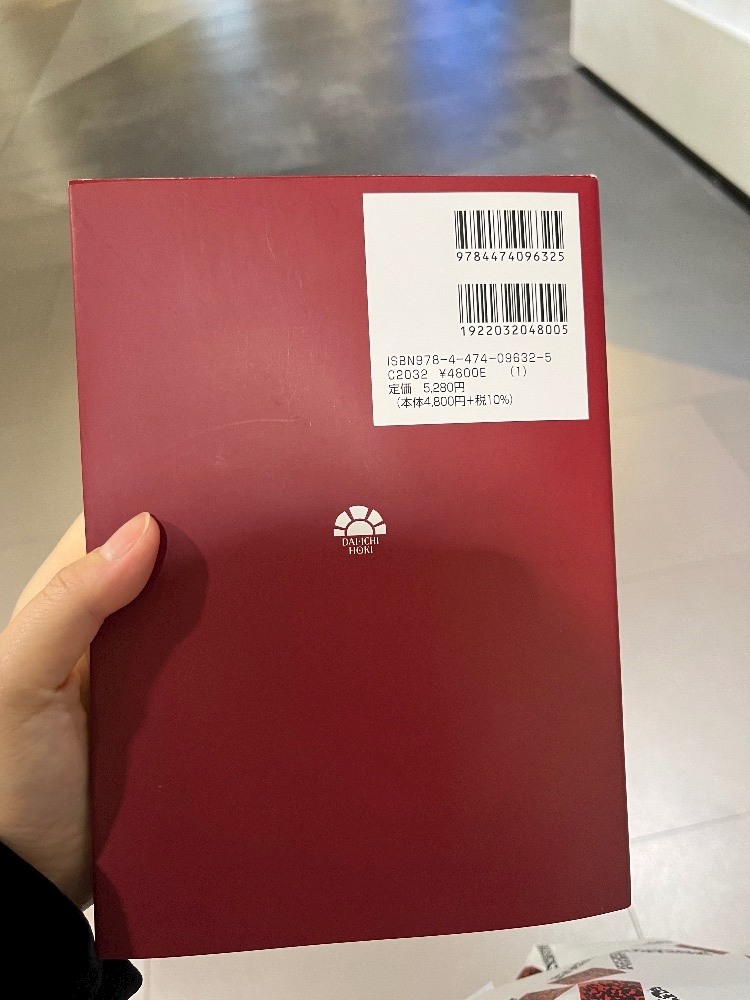 9784474096325
1922032048005
ISBN978-4-474-09632-5
C2032 ¥4800E (1)
定価 5,280円
(本体4,800円+税10%)
DAI-ICHI
HOKI